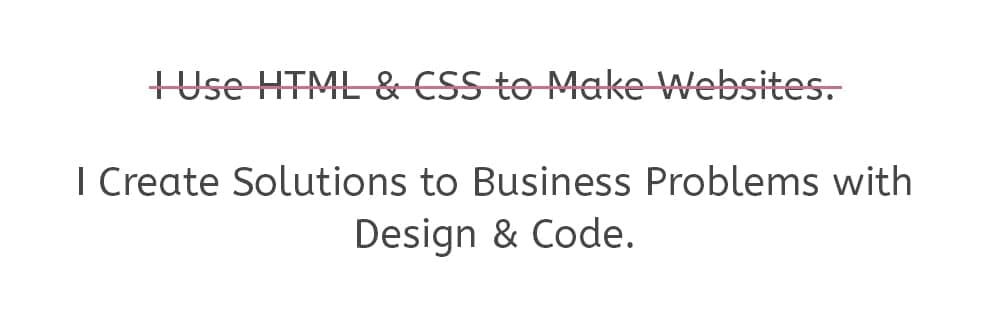 I Use HTML & CSS to Make Websites.
I Create Solutions to Business Problems with
Design & Code.